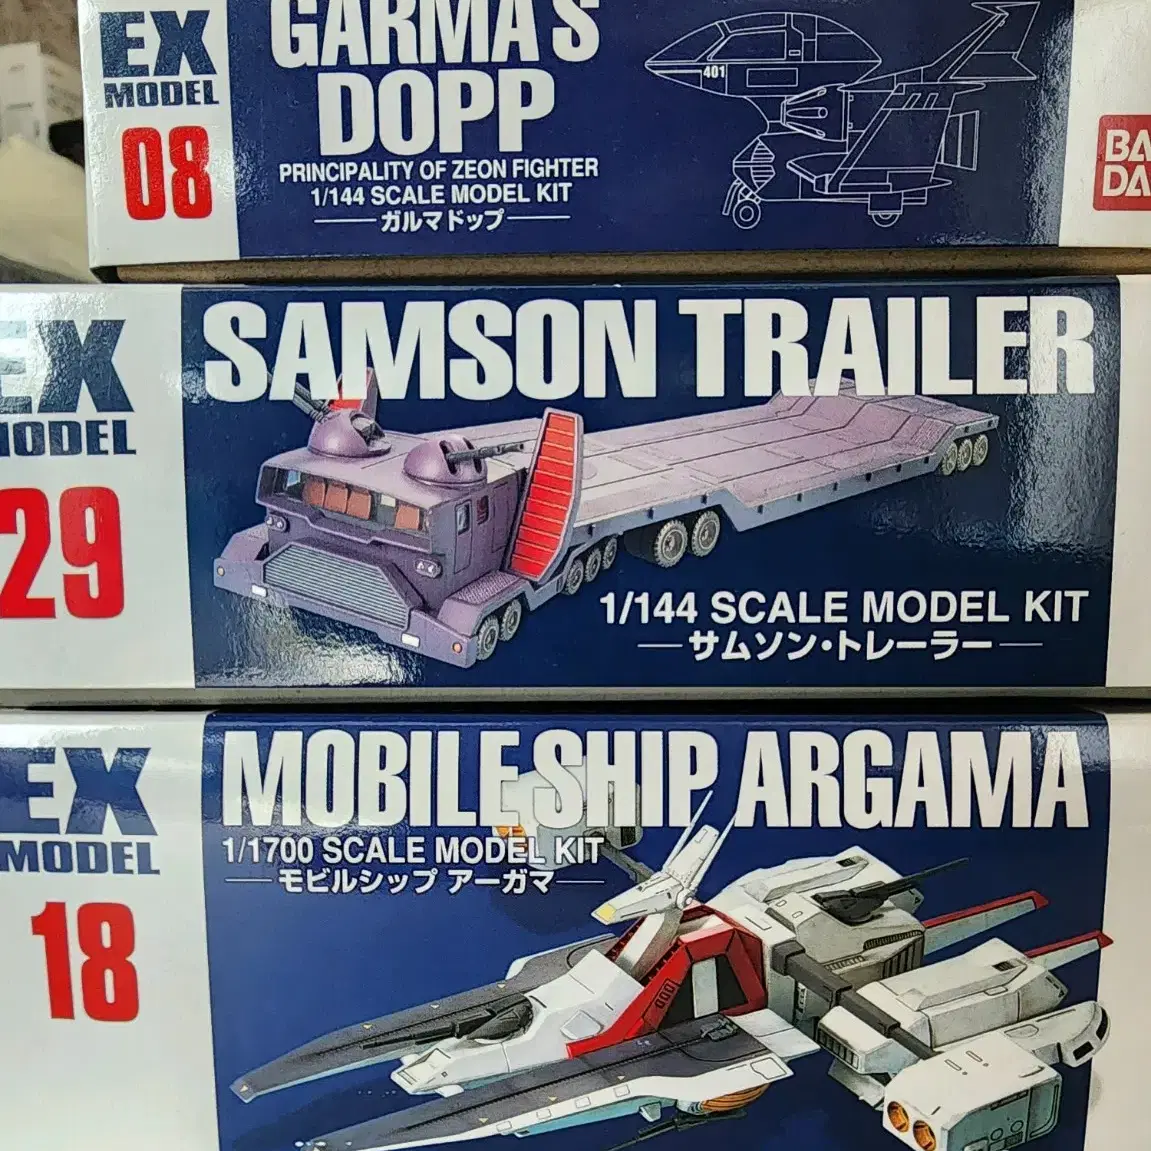 EX
MODEL
08
GARMA'S
DOPP
PRINCIPALITY OF ZEON FIGHTER
1/144 SCALE MODEL KIT
ガルマドップ
401
BAN
DAI
EX
MODEL
29
SAMSON TRAILER
1/144 SCALE MODEL KIT
サムソン・トレーラー
EX
MODEL
18
MOBILE SHIP ARGAMA
1/1700 SCALE MODEL KIT
モビルシップ アーガマ